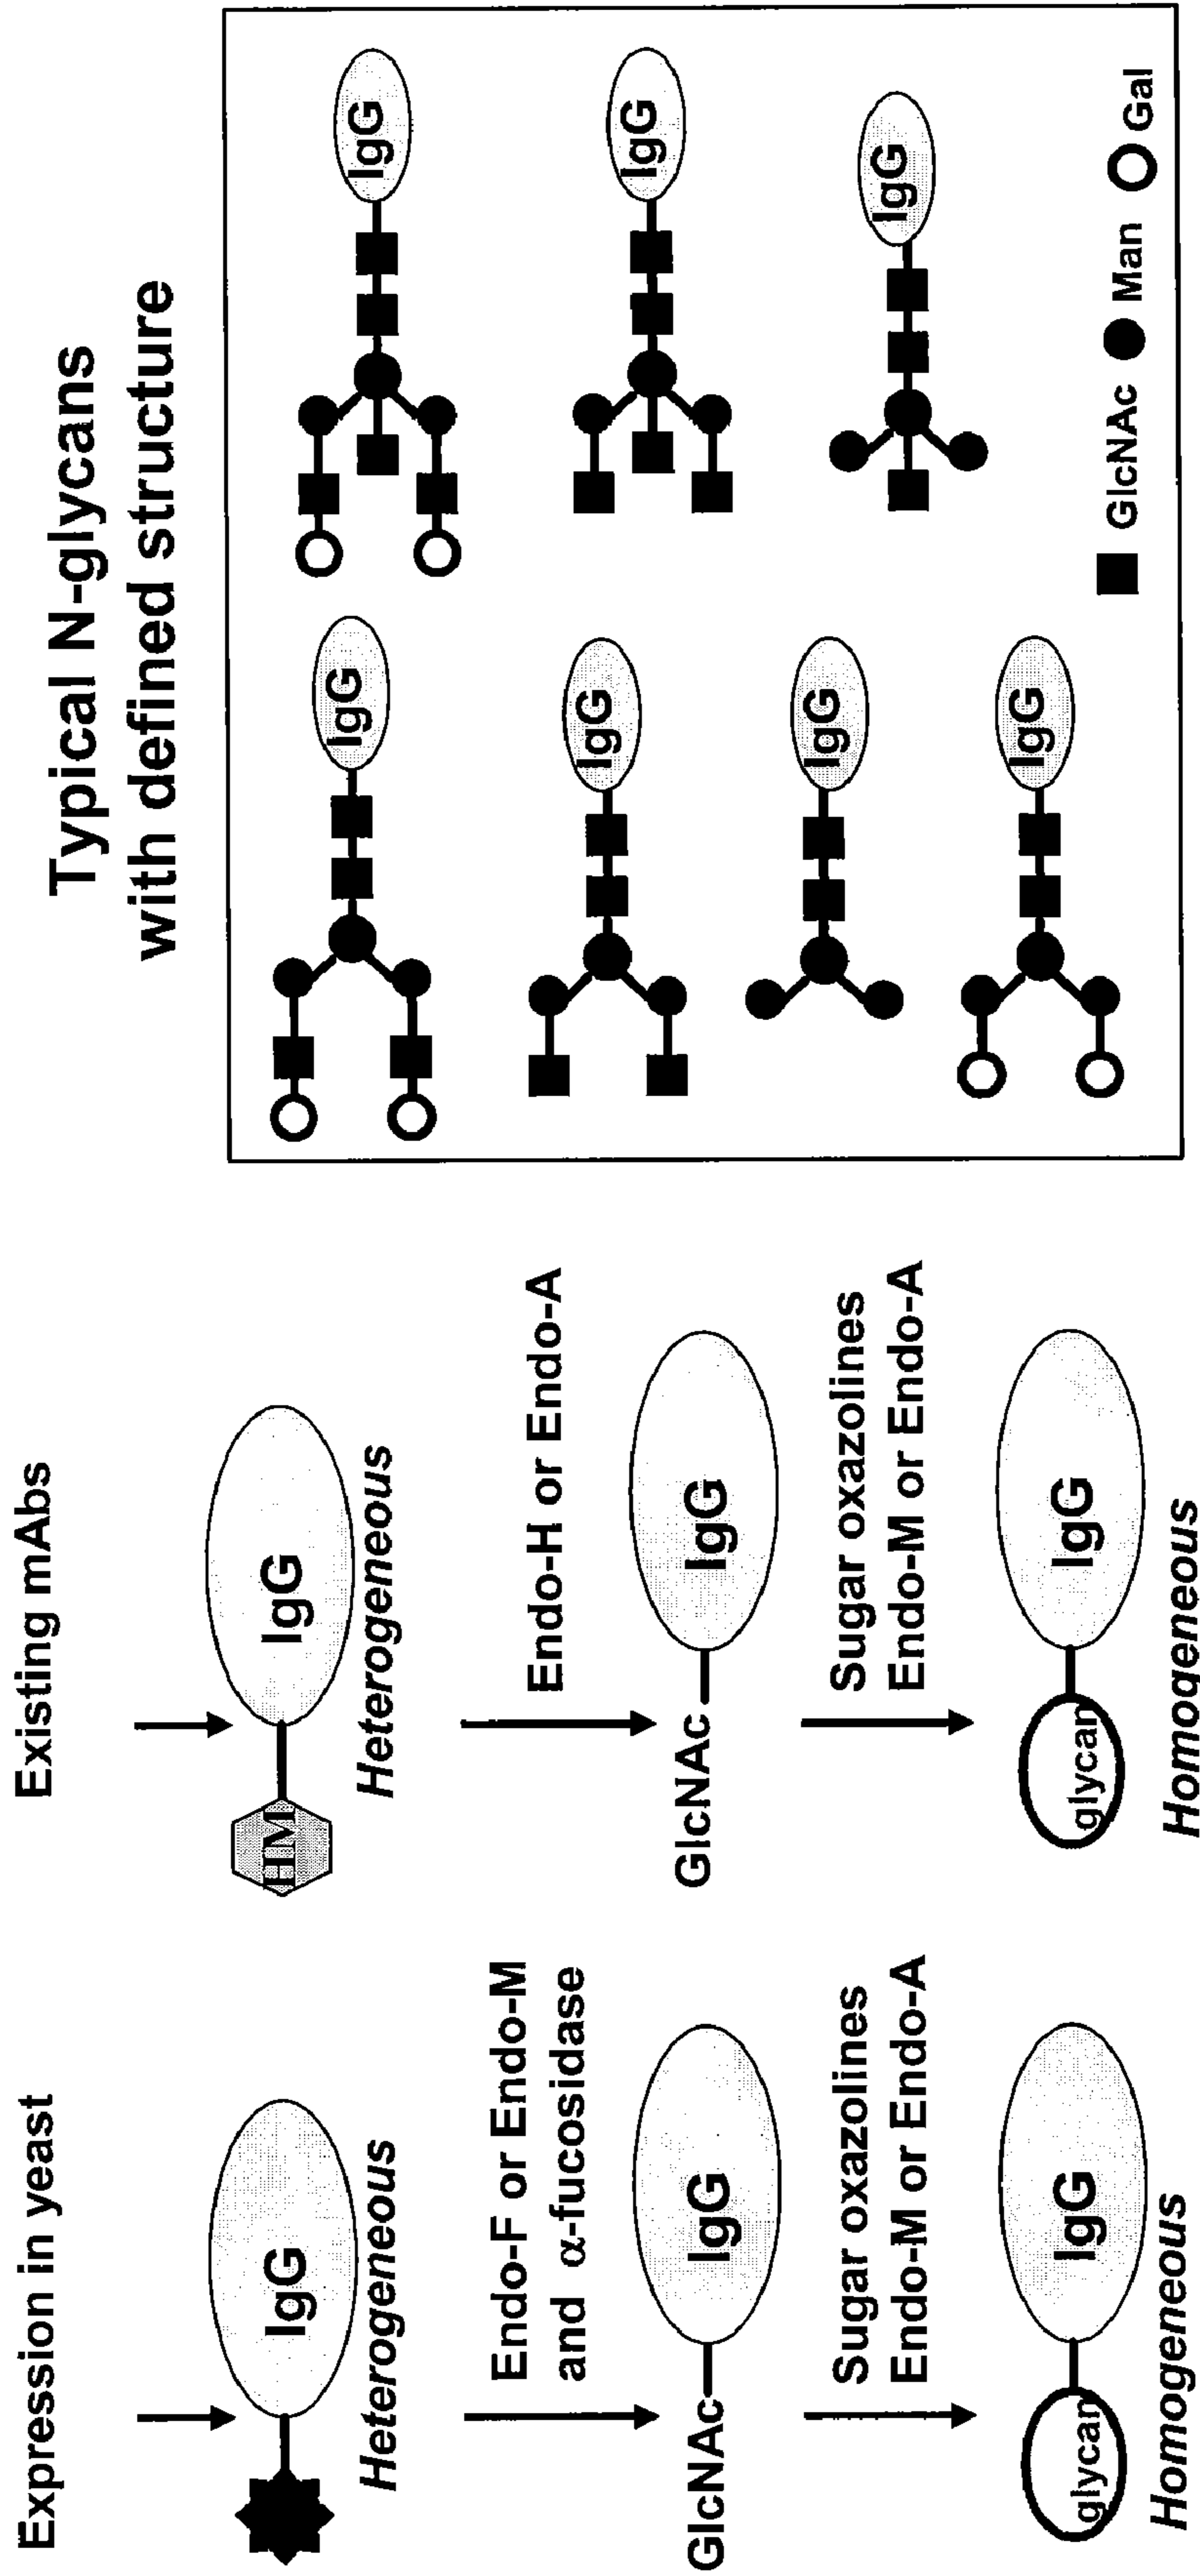 Expression in yeast
IgG
Heterogeneous
Endo-F or Endo-M
and α-fucosidase
GlcNAc
IgG
Sugar oxazolines
Endo-M or Endo-A
glycan
IgG
Homogeneous
Existing mAbs
HM
IgG
Heterogeneous
Endo-H or Endo-A
GlcNAc
IgG
Sugar oxazolines
Endo-M or Endo-A
glycan
IgG
Homogeneous
Typical N-glycans
with defined structure
IgG
IgG
IgG
IgG
IgG
IgG
IgG
GlcNAc Man Gal